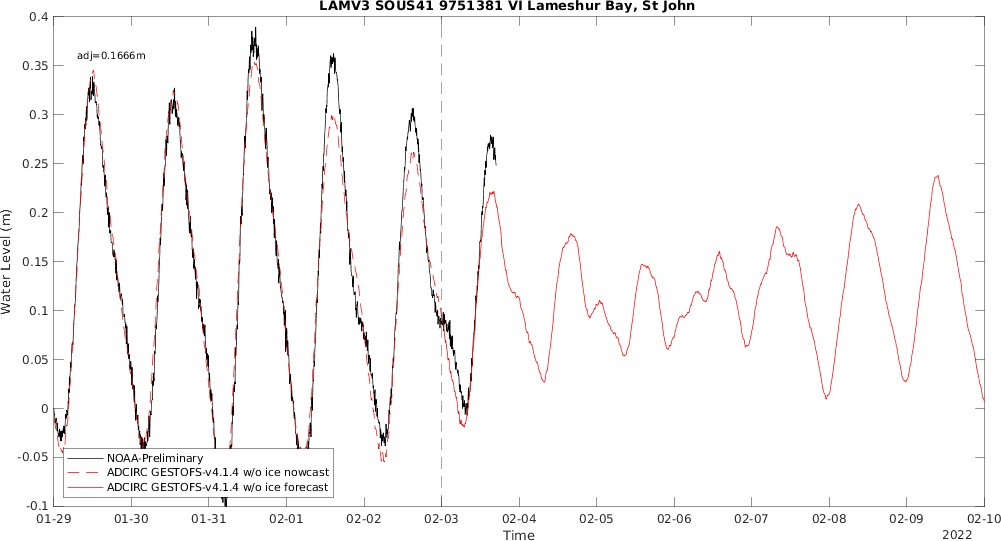 LAMV3 SOUS41 9751381 VI Lameshur Bay, St John
adj=0.1666m
0.4
0.35
0.3
0.25
0.2
0.15
0.1
0.05
0
-0.05
-0.1
Water Level (m)
NOAA-Preliminary
ADCIRC GESTOFS-v4.1.4 w/o ice nowcast
ADCIRC GESTOFS-v4.1.4 w/o ice forecast
01-29 01-30 01-31 02-01 02-02 02-03 02-03 02-05 02-06 02-07 02-08 02-09 02-10
Time
2022